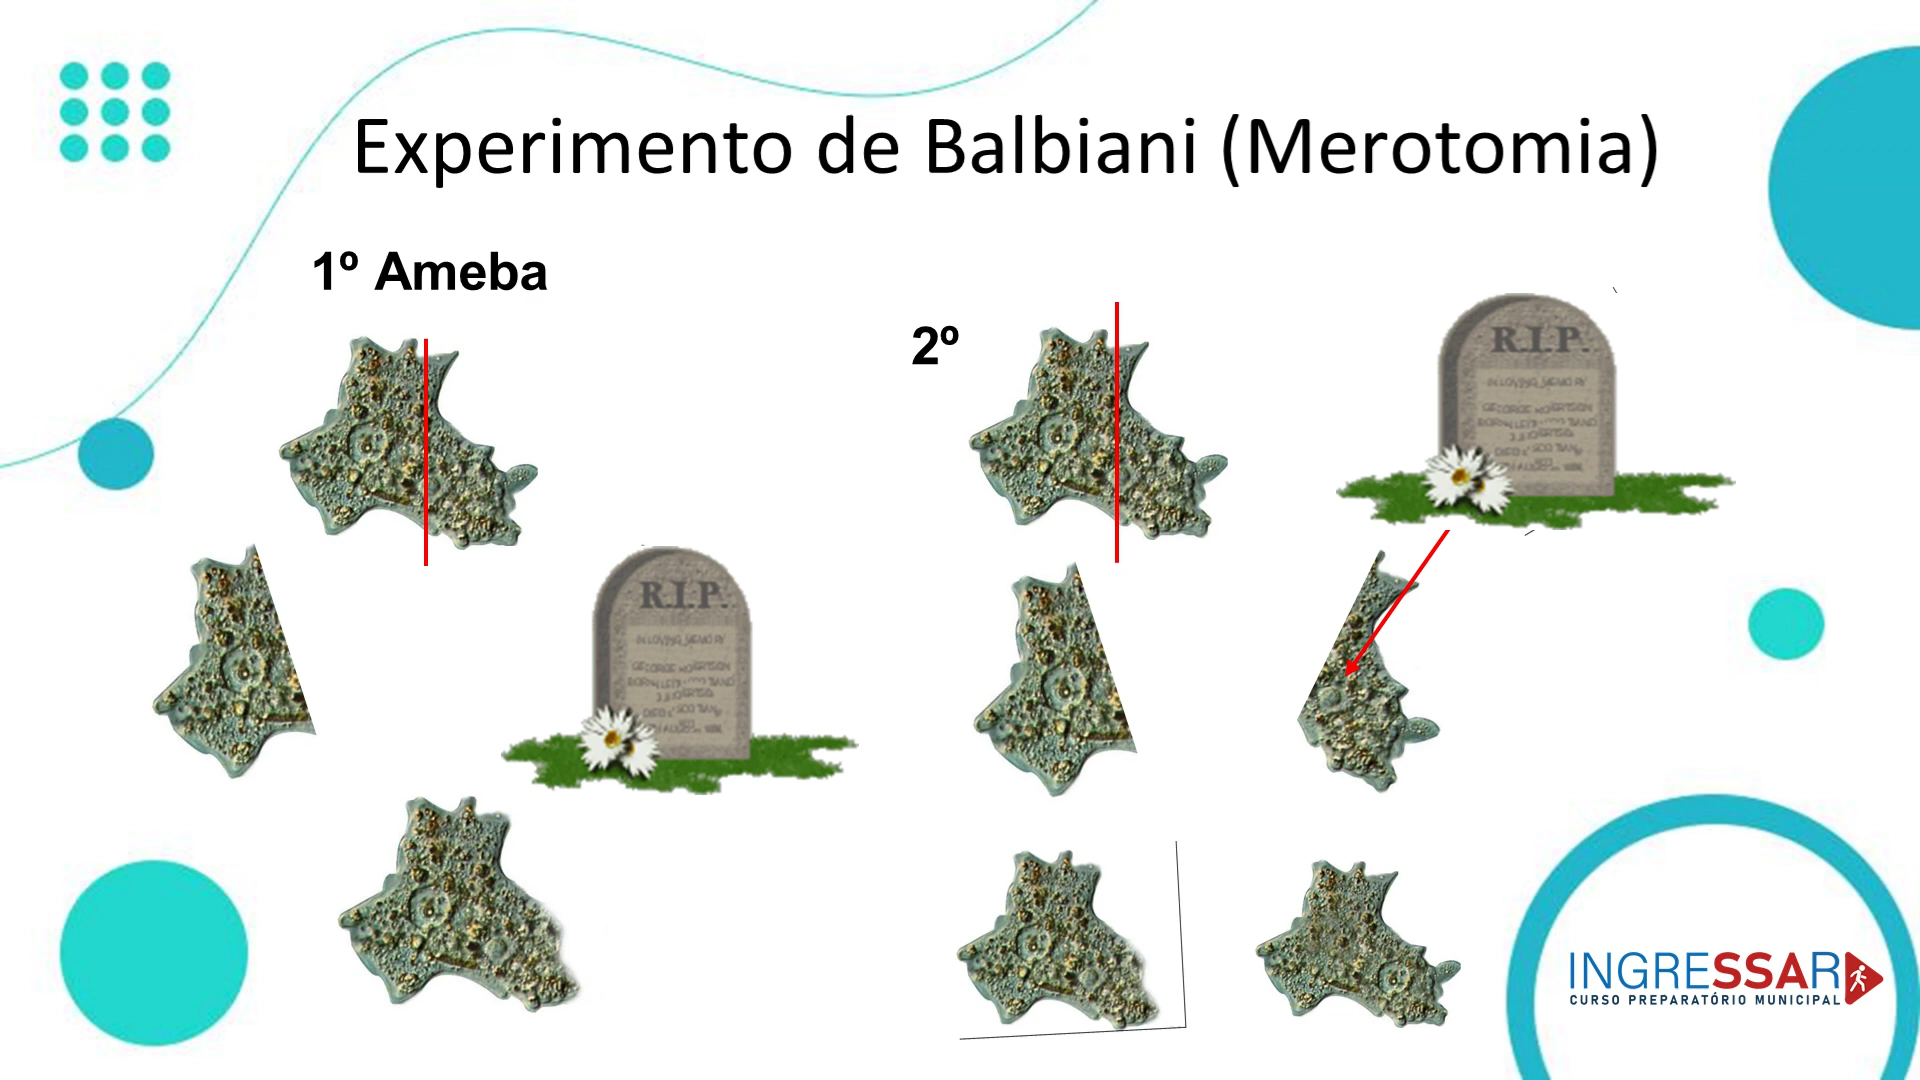 Experimento de Balbiani (Merotomia)
1º Ameba
2º
R.I.P.
R.I.P.
INGRESSAR
CURSO PREPARATÓRIO MUNICIPAL